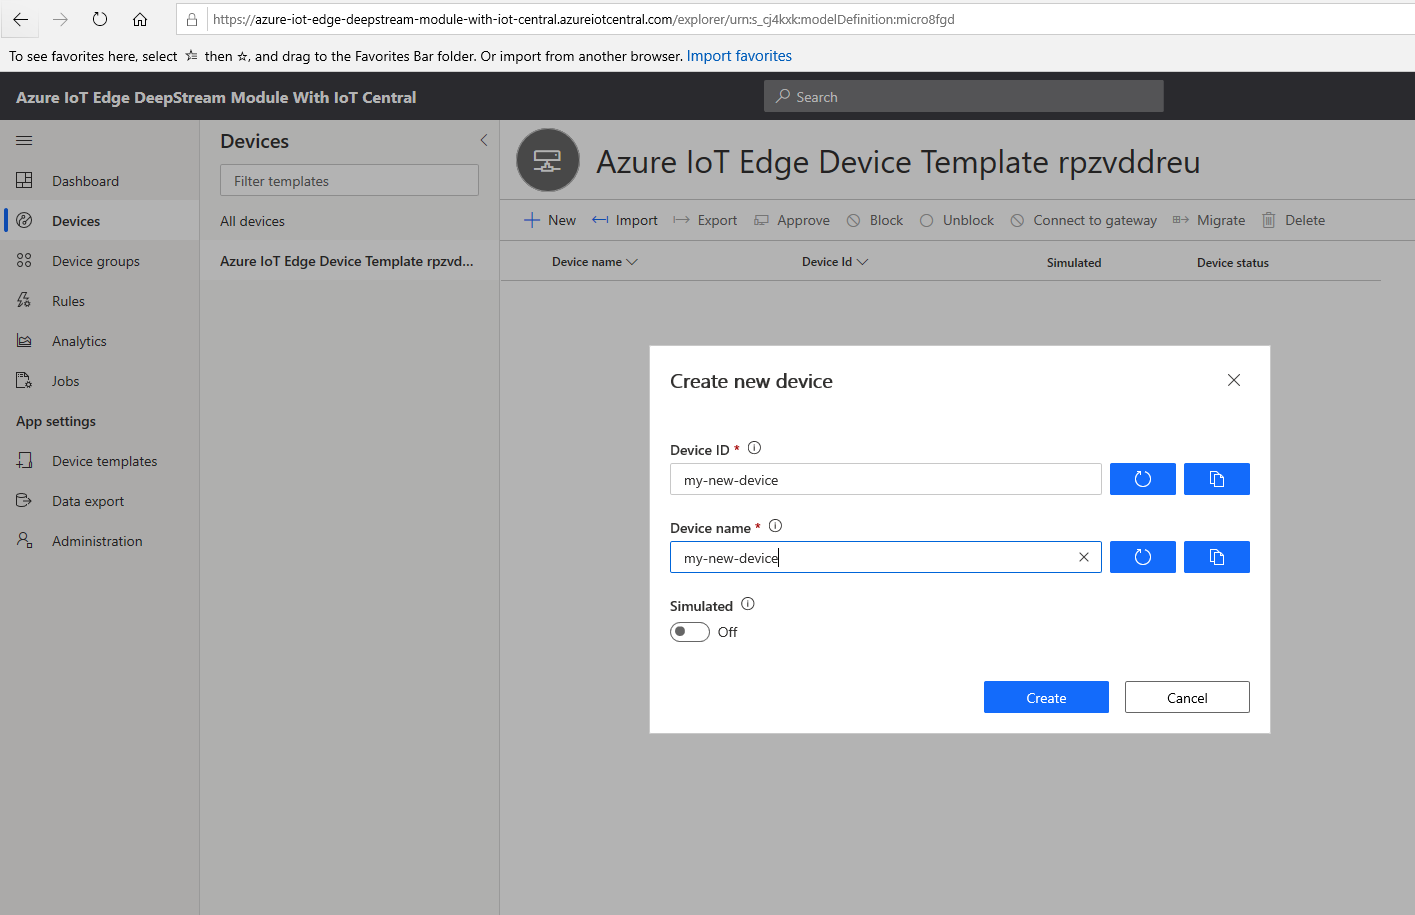 https://azure-iot-edge-deepstream-module-with-iot-central.azureiotcentral.com/explorer/urn:s_cj4kxk:modelDefinition:micro8fgd
To see favorites here, select then , and drag to the Favorites Bar folder. Or import from another browser. Import favorites
Azure IoT Edge DeepStream Module With IoT Central
Search
Dashboard
Devices
Device groups
Rules
Analytics
Jobs
App settings
Device templates
Data export
Administration
Devices
Filter templates
All devices
Azure IoT Edge Device Template rpzvd...
Azure IoT Edge Device Template rpzvddreu
New Import Export Approve Block Unblock Connect to gateway Migrate Delete
Device name Device Id Simulated Device status
Create new device
Device ID *
my-new-device
Device name *
my-new-device
Simulated
Off
Create Cancel